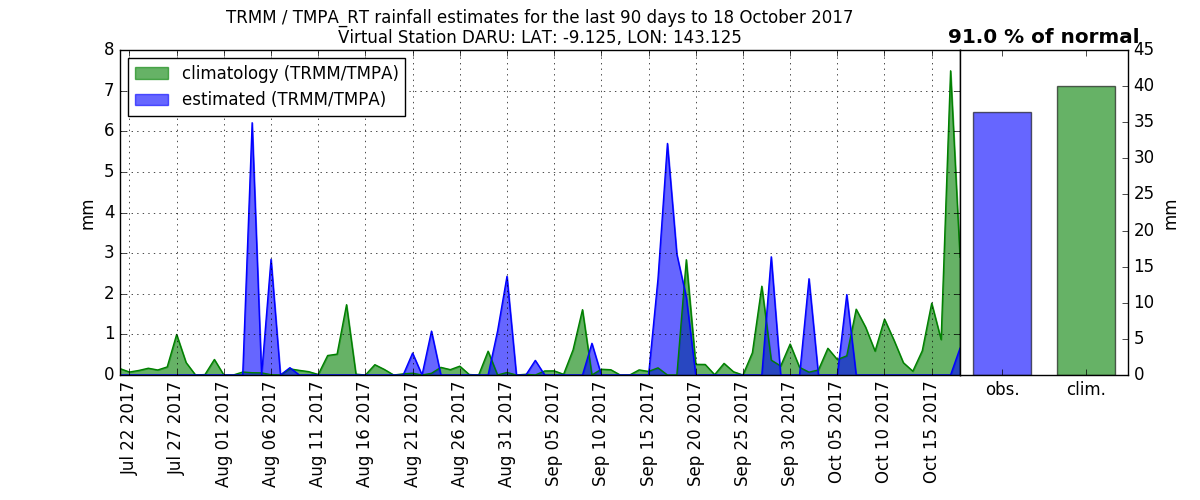 TRMM / TMPA_RT rainfall estimates for the last 90 days to 18 October 2017
Virtual Station DARU: LAT: -9.125, LON: 143.125
91.0 % of normal
climatology (TRMM/TMPA)
estimated (TRMM/TMPA)
8
7
6
5
4
3
2
1
0
mm
Jul 22 2017
Jul 27 2017
Aug 01 2017
Aug 06 2017
Aug 11 2017
Aug 16 2017
Aug 21 2017
Aug 26 2017
Aug 31 2017
Sep 05 2017
Sep 10 2017
Sep 15 2017
Sep 20 2017
Sep 25 2017
Sep 30 2017
Oct 05 2017
Oct 10 2017
Oct 15 2017
45
40
35
30
25
20
15
10
5
0
mm
obs.
clim.